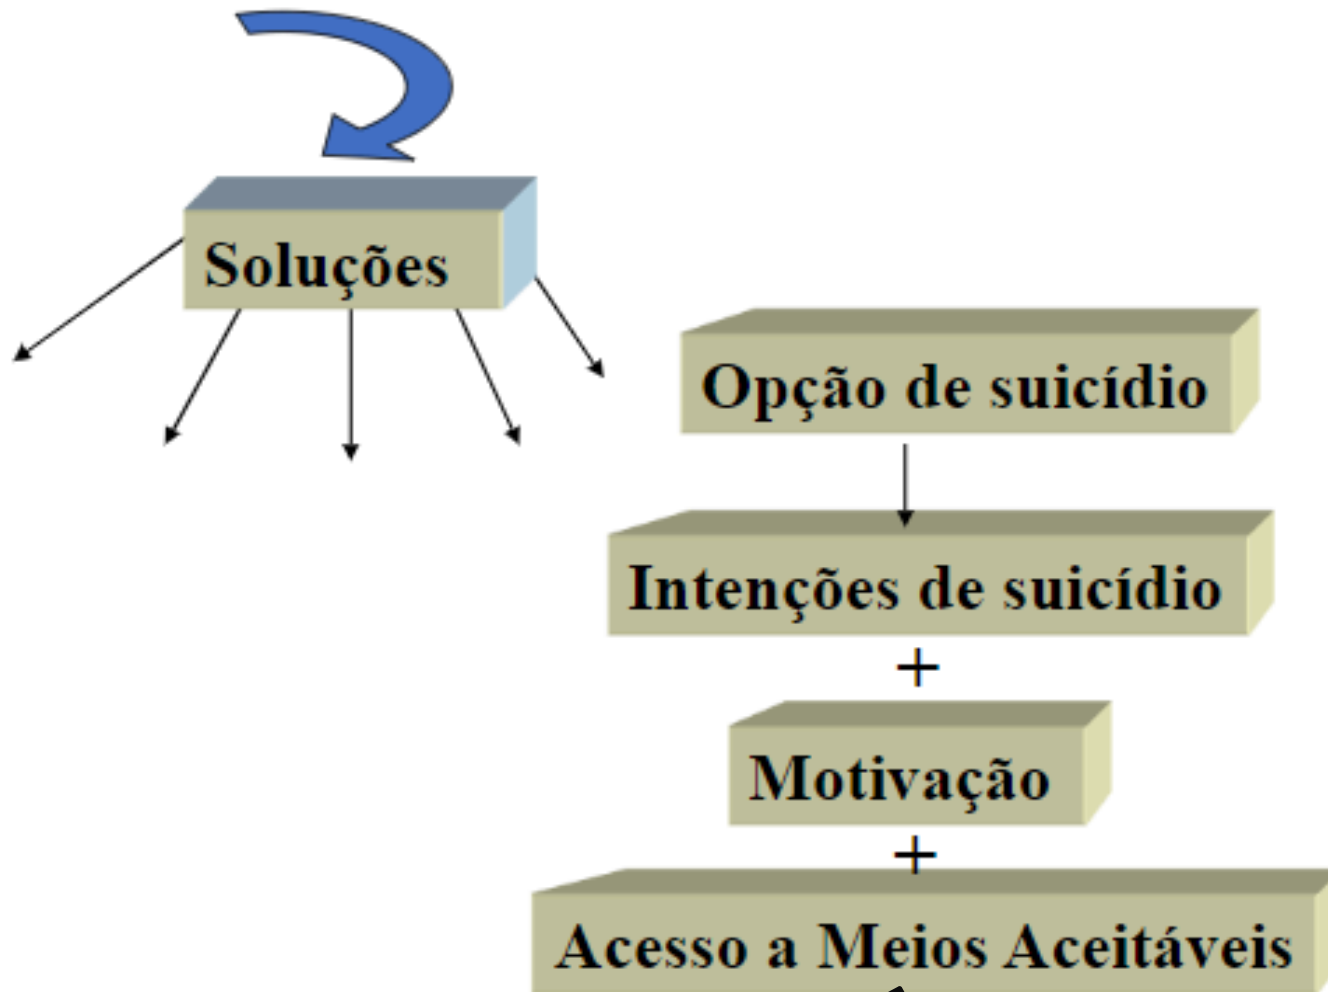 Soluções
Opção de suicídio
Intenções de suicídio
+
Motivação
+
Acesso a Meios Aceitáveis